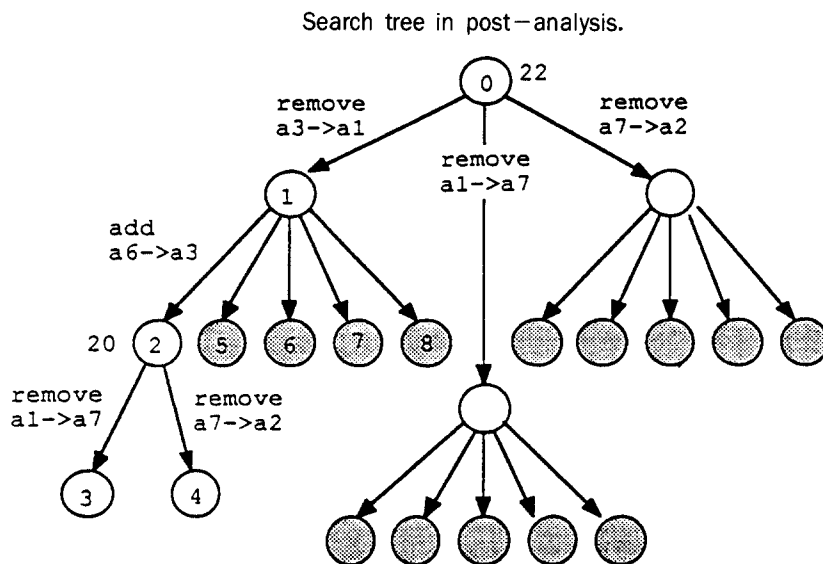 Search tree in post-analysis.
0 22
remove
a3->a1
remove
a1->a7
remove
a7->a2
1
add
a6->a3
20 2 5 6 7 8
remove
a1->a7
remove
a7->a2
3 4